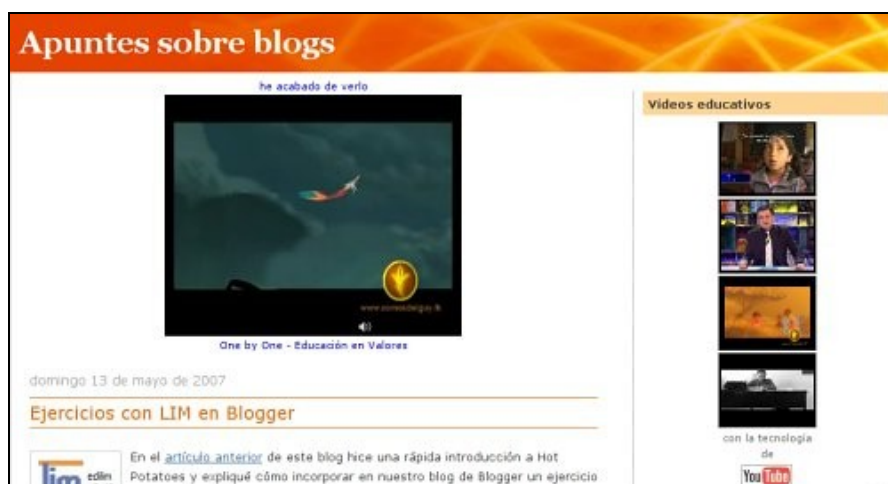 Apuntes sobre blogs
he acabado de verlo
One by One - Educación en Valores
domingo 13 de mayo de 2007
Ejercicios con LIM en Blogger
lim edilim
En el artículo anterior de este blog hice una rápida introducción a Hot
Potatoes y expliqué cómo incorporar en nuestro blog de Blogger un ejercicio
Videos educativos
con la tecnología
de
YouTube